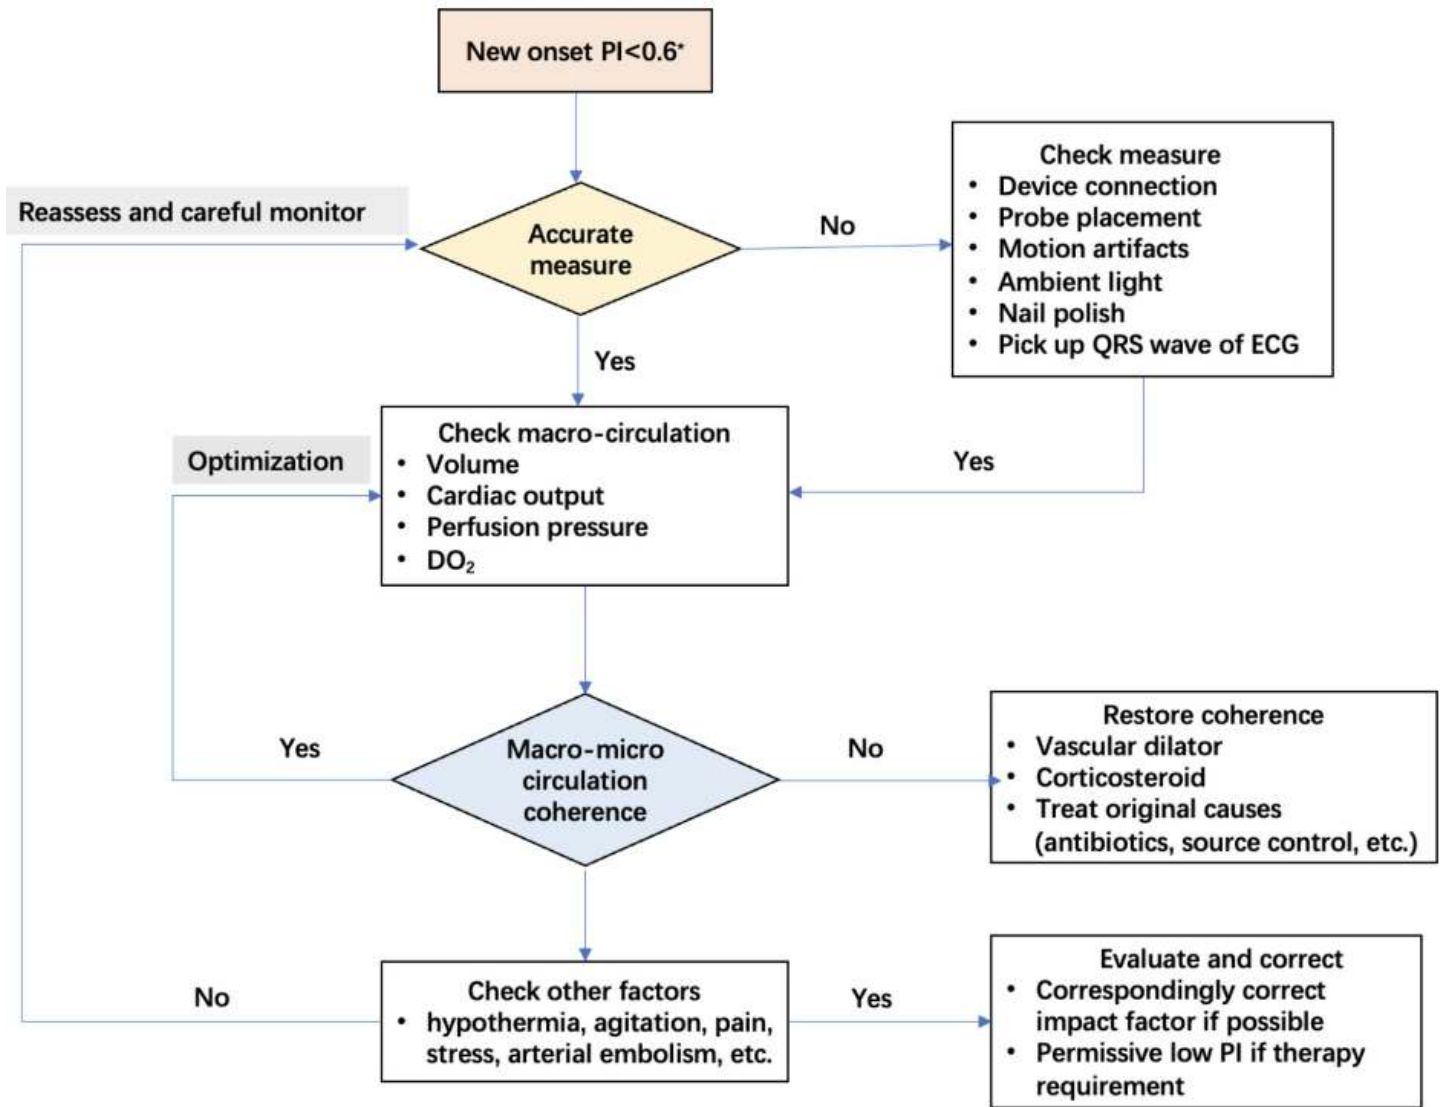 New onset PI<0.6*
Reassess and careful monitor
Accurate
measure
No
Check measure
• Device connection
• Probe placement
• Motion artifacts
• Ambient light
• Nail polish
• Pick up QRS wave of ECG
Yes
Optimization
Check macro-circulation
• Volume
• Cardiac output
• Perfusion pressure
• DO₂
Yes
Yes
Macro-micro
circulation
coherence
No
Restore coherence
• Vascular dilator
• Corticosteroid
• Treat original causes
(antibiotics, source control, etc.)
No
Check other factors
• hypothermia, agitation, pain,
stress, arterial embolism, etc.
Yes
Evaluate and correct
• Correspondingly correct
impact factor if possible
• Permissive low PI if therapy
requirement